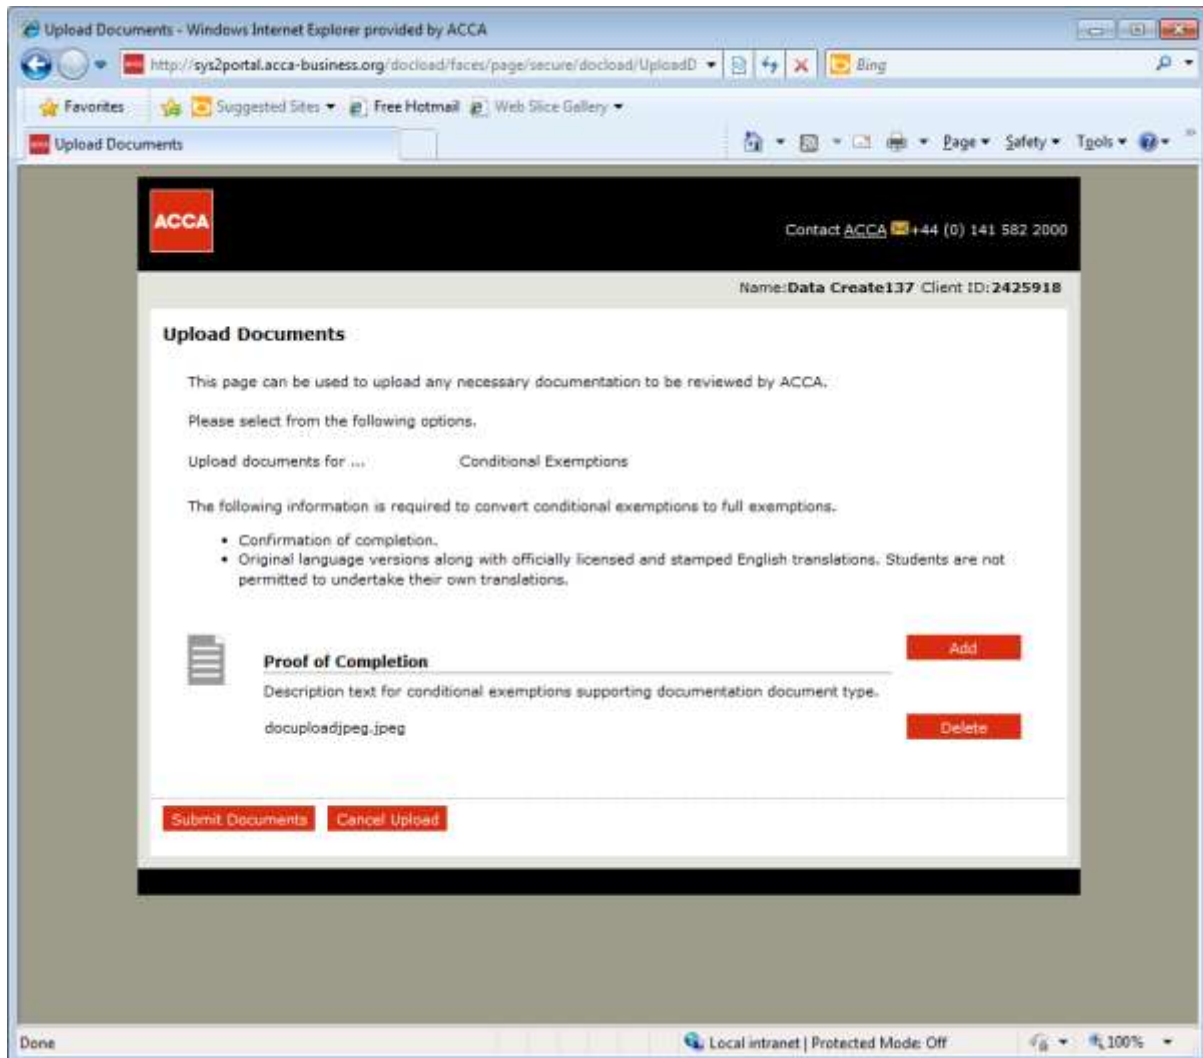 Upload Documents - Windows Internet Explorer provided by ACCA
http://sys2portal.acca-business.org/docload/faces/page/secure/docload/UploadD
Bing
Favorites Suggested Sites Free Hotmail Web Slice Gallery
Upload Documents Page Safety Tools
ACCA
Contact ACCA +44 (0) 141 582 2000
Name:Data Create137 Client ID:2425918
Upload Documents
This page can be used to upload any necessary documentation to be reviewed by ACCA.
Please select from the following options.
Upload documents for ... Conditional Exemptions
The following information is required to convert conditional exemptions to full exemptions.
• Confirmation of completion.
• Original language versions along with officially licensed and stamped English translations. Students are not
permitted to undertake their own translations.
Add
Proof of Completion
Description text for conditional exemptions supporting documentation document type.
docuploadjpeg.jpeg Delete
Submit Documents Cancel Upload
Done Local intranet | Protected Mode: Off 100%